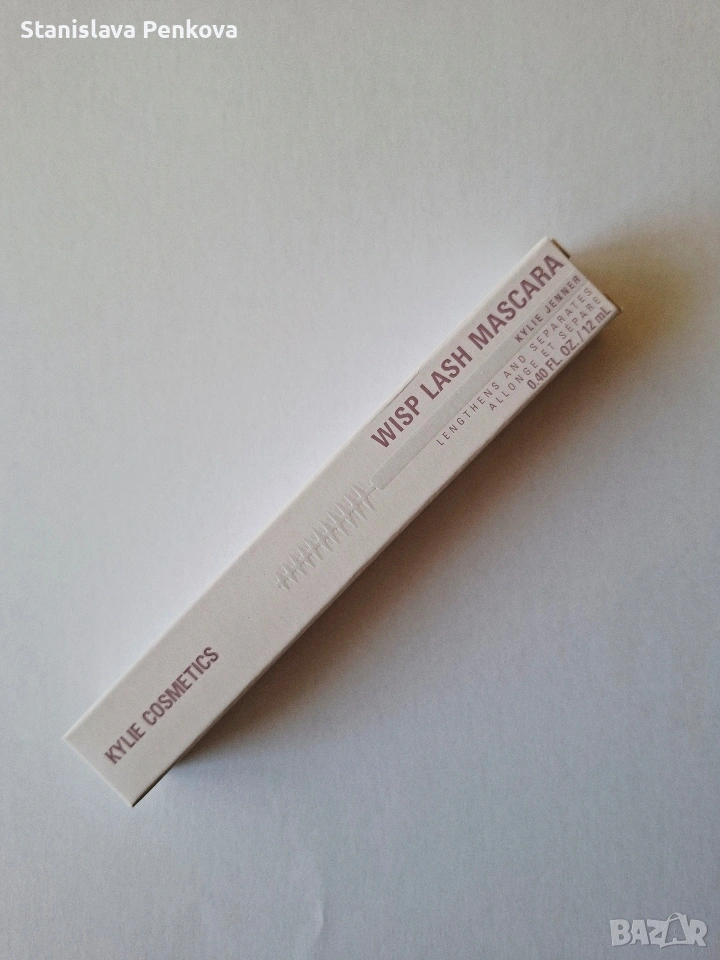 Stanislava Penkova
WISP LASH MASCARA
KYLIE JENNER
LENGTHENS AND SEPARATES
ALLONGE ET SÉPARE
0.40 FL. OZ. / 12 mL
KYLIE COSMETICS
BAZAR